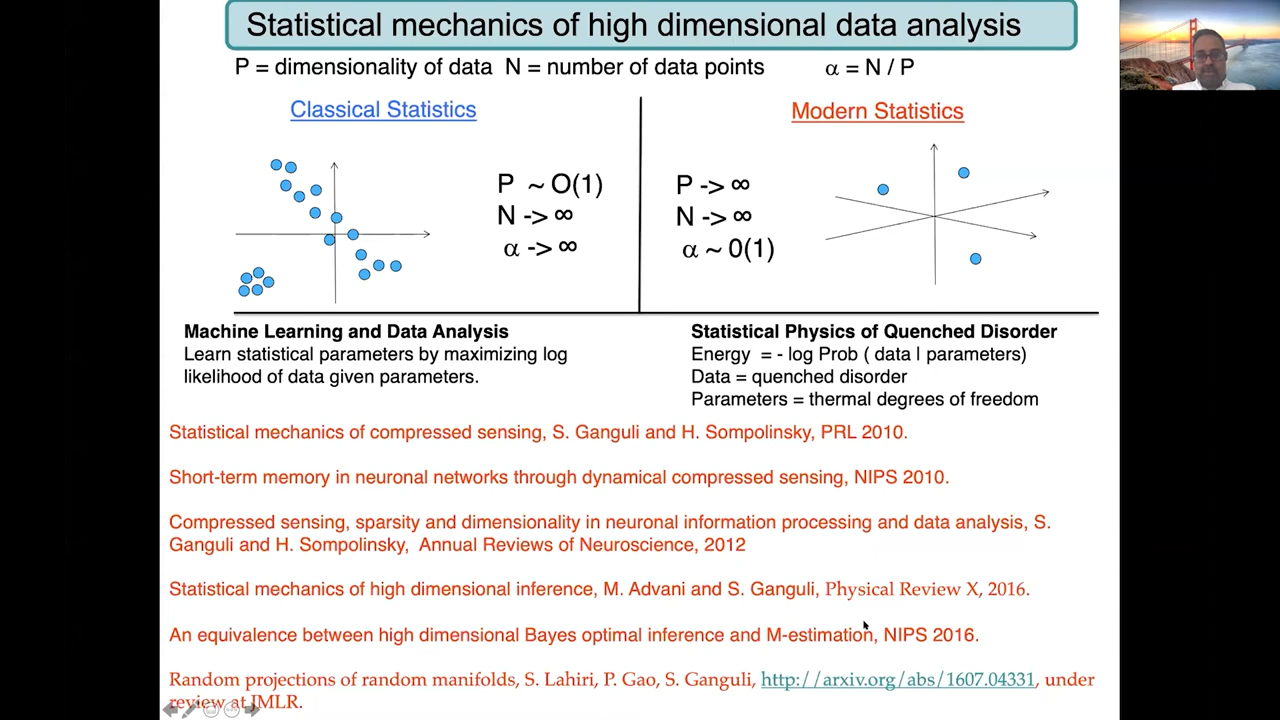 Statistical mechanics of high dimensional data analysis
P = dimensionality of data  N = number of data points  α = N / P
Classical Statistics
P ~ O(1)
N -> ∞
α -> ∞
Modern Statistics
P -> ∞
N -> ∞
α ~ 0(1)
Machine Learning and Data Analysis
Learn statistical parameters by maximizing log
likelihood of data given parameters.
Statistical Physics of Quenched Disorder
Energy = - log Prob ( data | parameters)
Data = quenched disorder
Parameters = thermal degrees of freedom
Statistical mechanics of compressed sensing, S. Ganguli and H. Sompolinsky, PRL 2010.
Short-term memory in neuronal networks through dynamical compressed sensing, NIPS 2010.
Compressed sensing, sparsity and dimensionality in neuronal information processing and data analysis, S.
Ganguli and H. Sompolinsky, Annual Reviews of Neuroscience, 2012
Statistical mechanics of high dimensional inference, M. Advani and S. Ganguli, Physical Review X, 2016.
An equivalence between high dimensional Bayes optimal inference and M-estimation, NIPS 2016.
Random projections of random manifolds, S. Lahiri, P. Gao, S. Ganguli, http://arxiv.org/abs/1607.04331, under
review at JMLR.